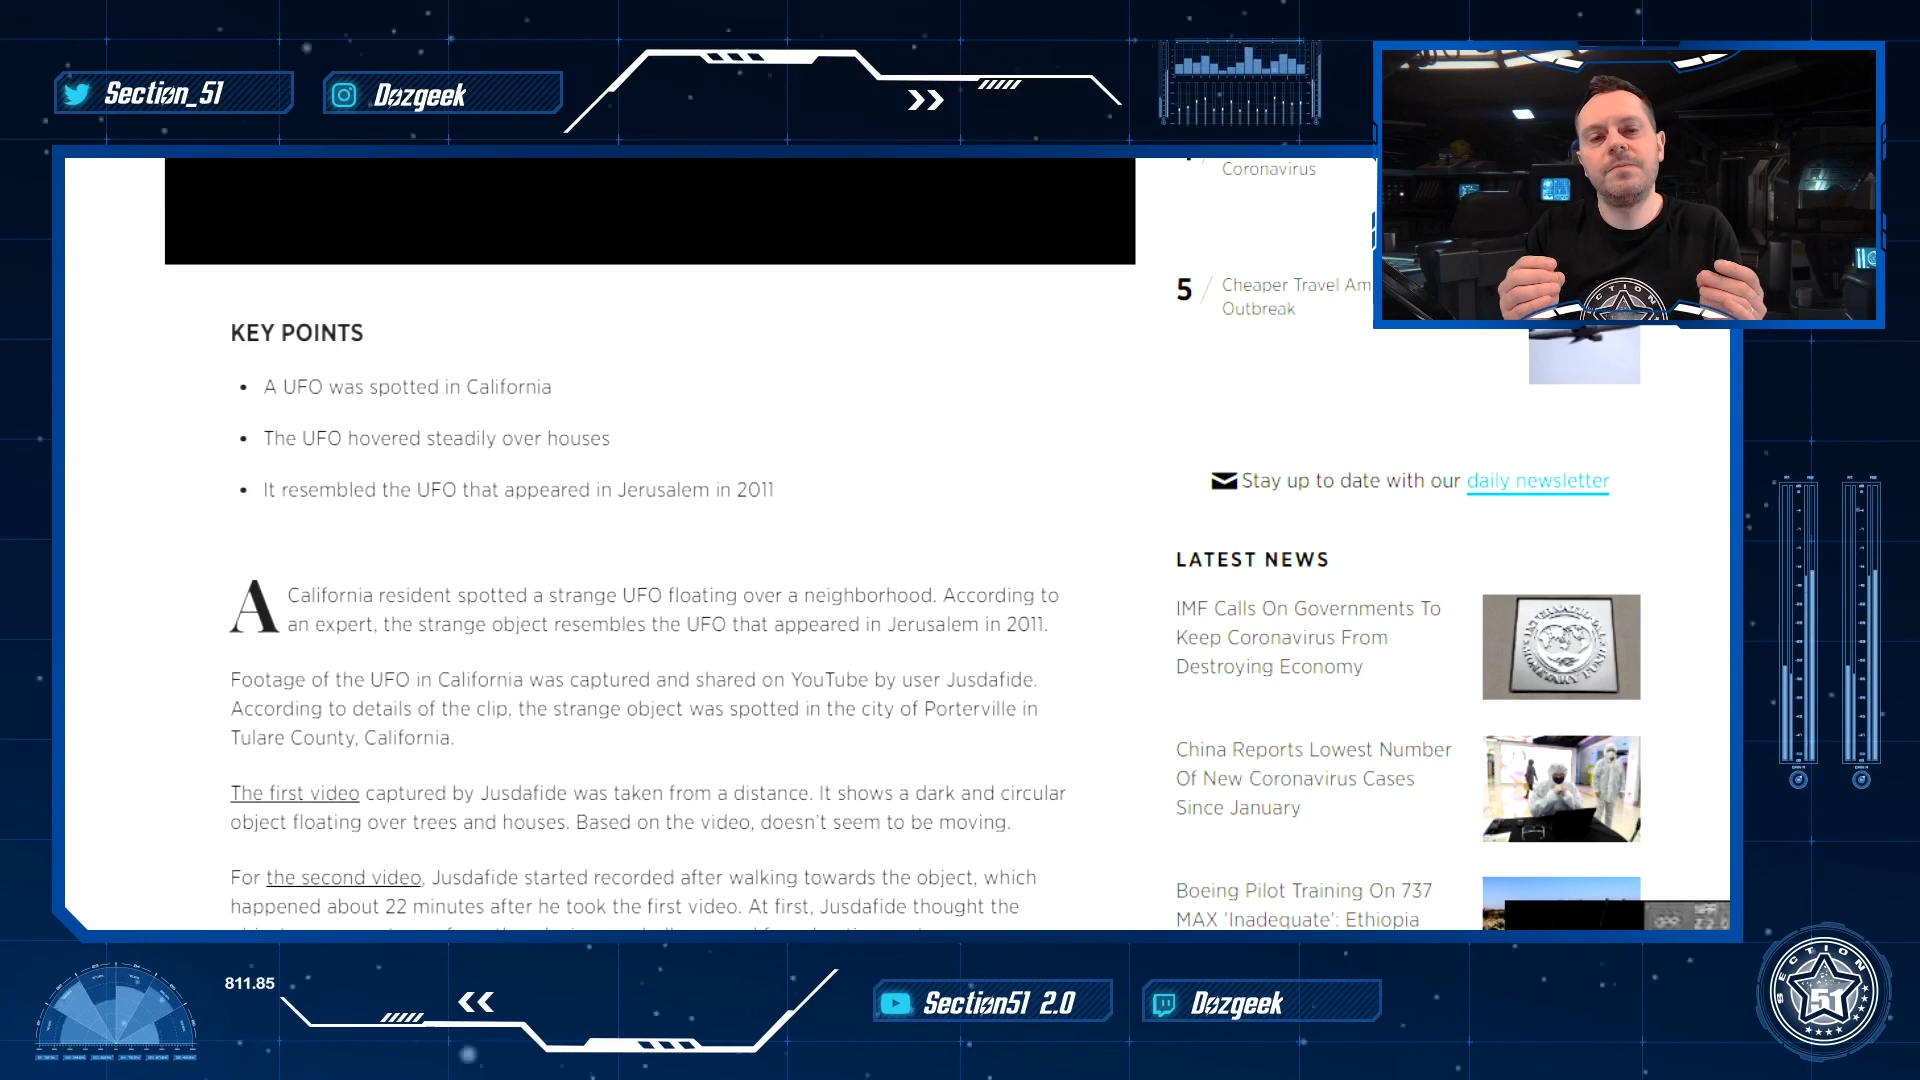 Section_51
Dozgeek
Coronavirus
5
Cheaper Travel Am
Outbreak
KEY POINTS
• A UFO was spotted in California
• The UFO hovered steadily over houses
• It resembled the UFO that appeared in Jerusalem in 2011
Stay up to date with our daily newsletter
A California resident spotted a strange UFO floating over a neighborhood. According to
an expert, the strange object resembles the UFO that appeared in Jerusalem in 2011.
Footage of the UFO in California was captured and shared on YouTube by user Jusdafide.
According to details of the clip, the strange object was spotted in the city of Porterville in
Tulare County, California.
The first video captured by Jusdafide was taken from a distance. It shows a dark and circular
object floating over trees and houses. Based on the video, doesn't seem to be moving.
For the second video, Jusdafide started recorded after walking towards the object, which
happened about 22 minutes after he took the first video. At first, Jusdafide thought the
LATEST NEWS
IMF Calls On Governments To
Keep Coronavirus From
Destroying Economy
China Reports Lowest Number
Of New Coronavirus Cases
Since January
Boeing Pilot Training On 737
MAX 'Inadequate': Ethiopia
811.85
Section51 2.0
Dozgeek
SECTION
51